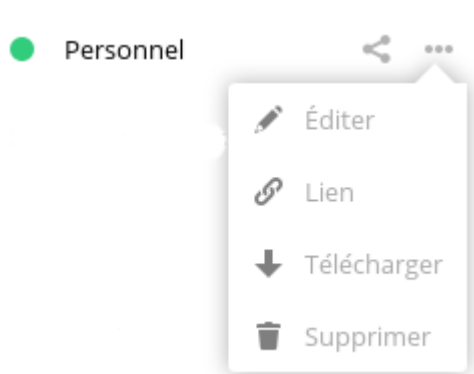 Personnel
Éditer
Lien
Télécharger
Supprimer